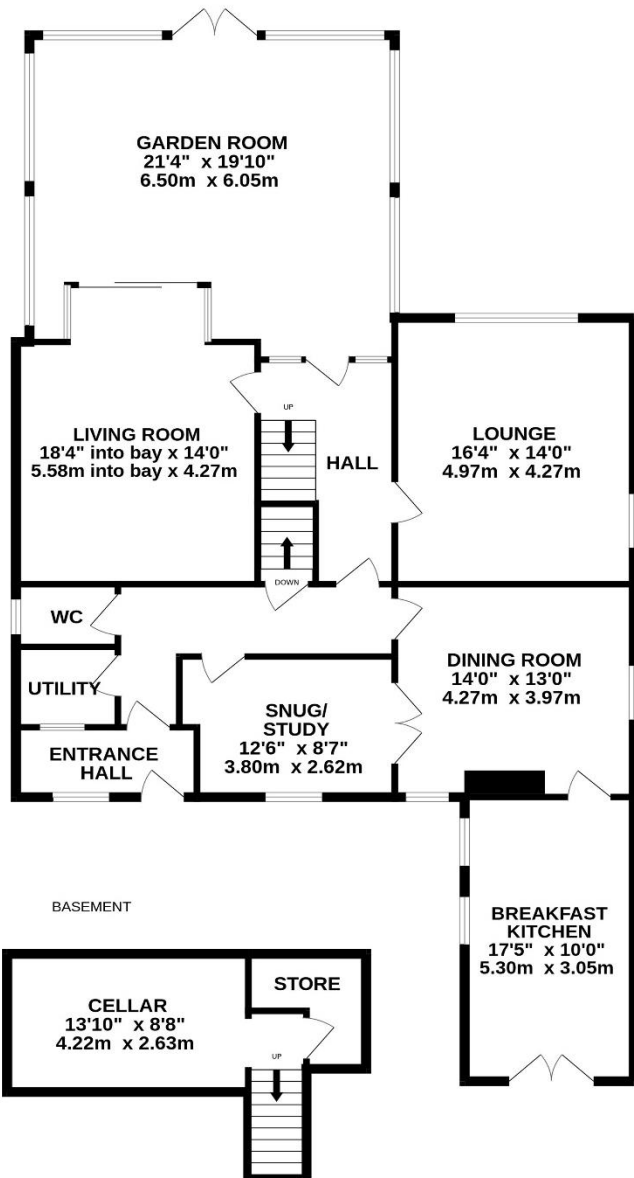 GARDEN ROOM
21'4" x 19'10"
6.50m x 6.05m
LIVING ROOM
18'4" into bay x 14'0"
5.58m into bay x 4.27m
UP
HALL
LOUNGE
16'4" x 14'0"
4.97m x 4.27m
DOWN
WC
UTILITY
ENTRANCE
HALL
SNUG/
STUDY
12'6" x 8'7"
3.80m x 2.62m
DINING ROOM
14'0" x 13'0"
4.27m x 3.97m
BREAKFAST
KITCHEN
17'5" x 10'0"
5.30m x 3.05m
BASEMENT
CELLAR
13'10" x 8'8"
4.22m x 2.63m
STORE
UP